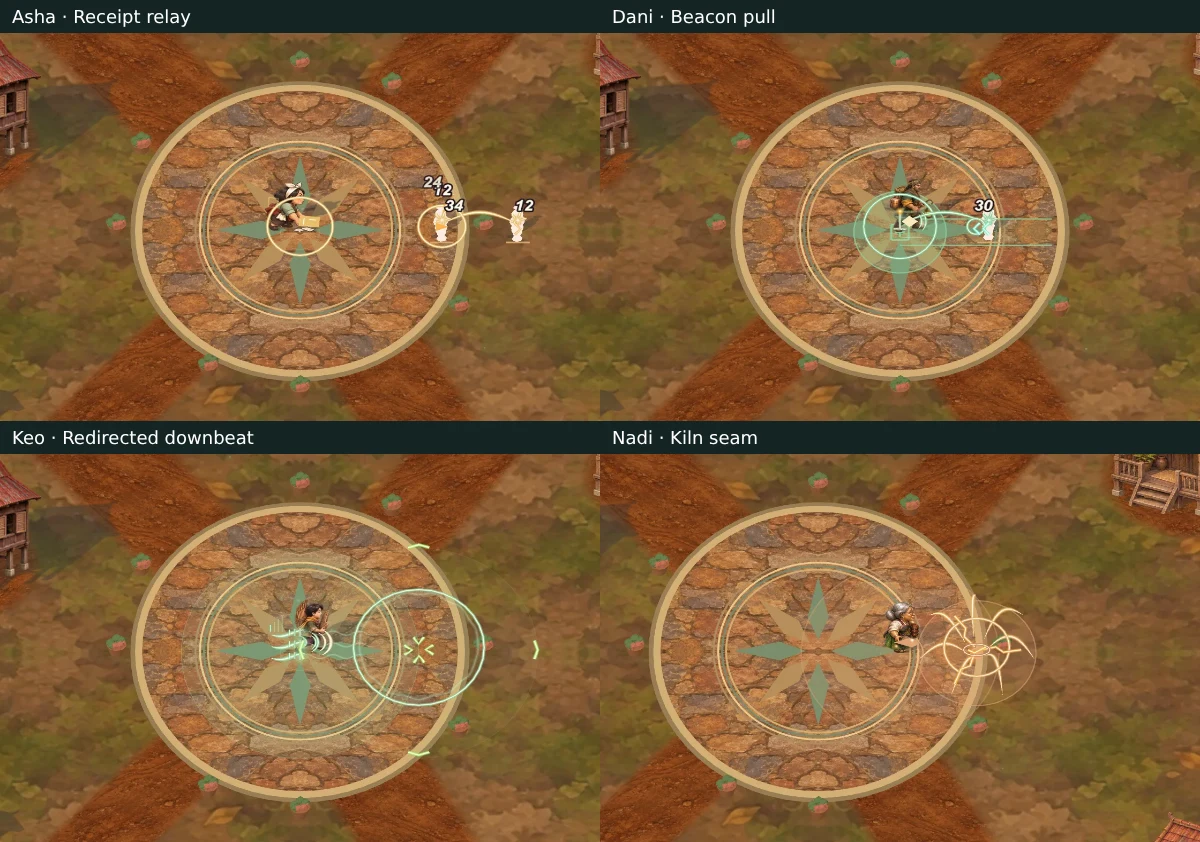 Asha · Receipt relay
Dani · Beacon pull
24
12
34
12
30
Keo · Redirected downbeat
Nadi · Kiln seam